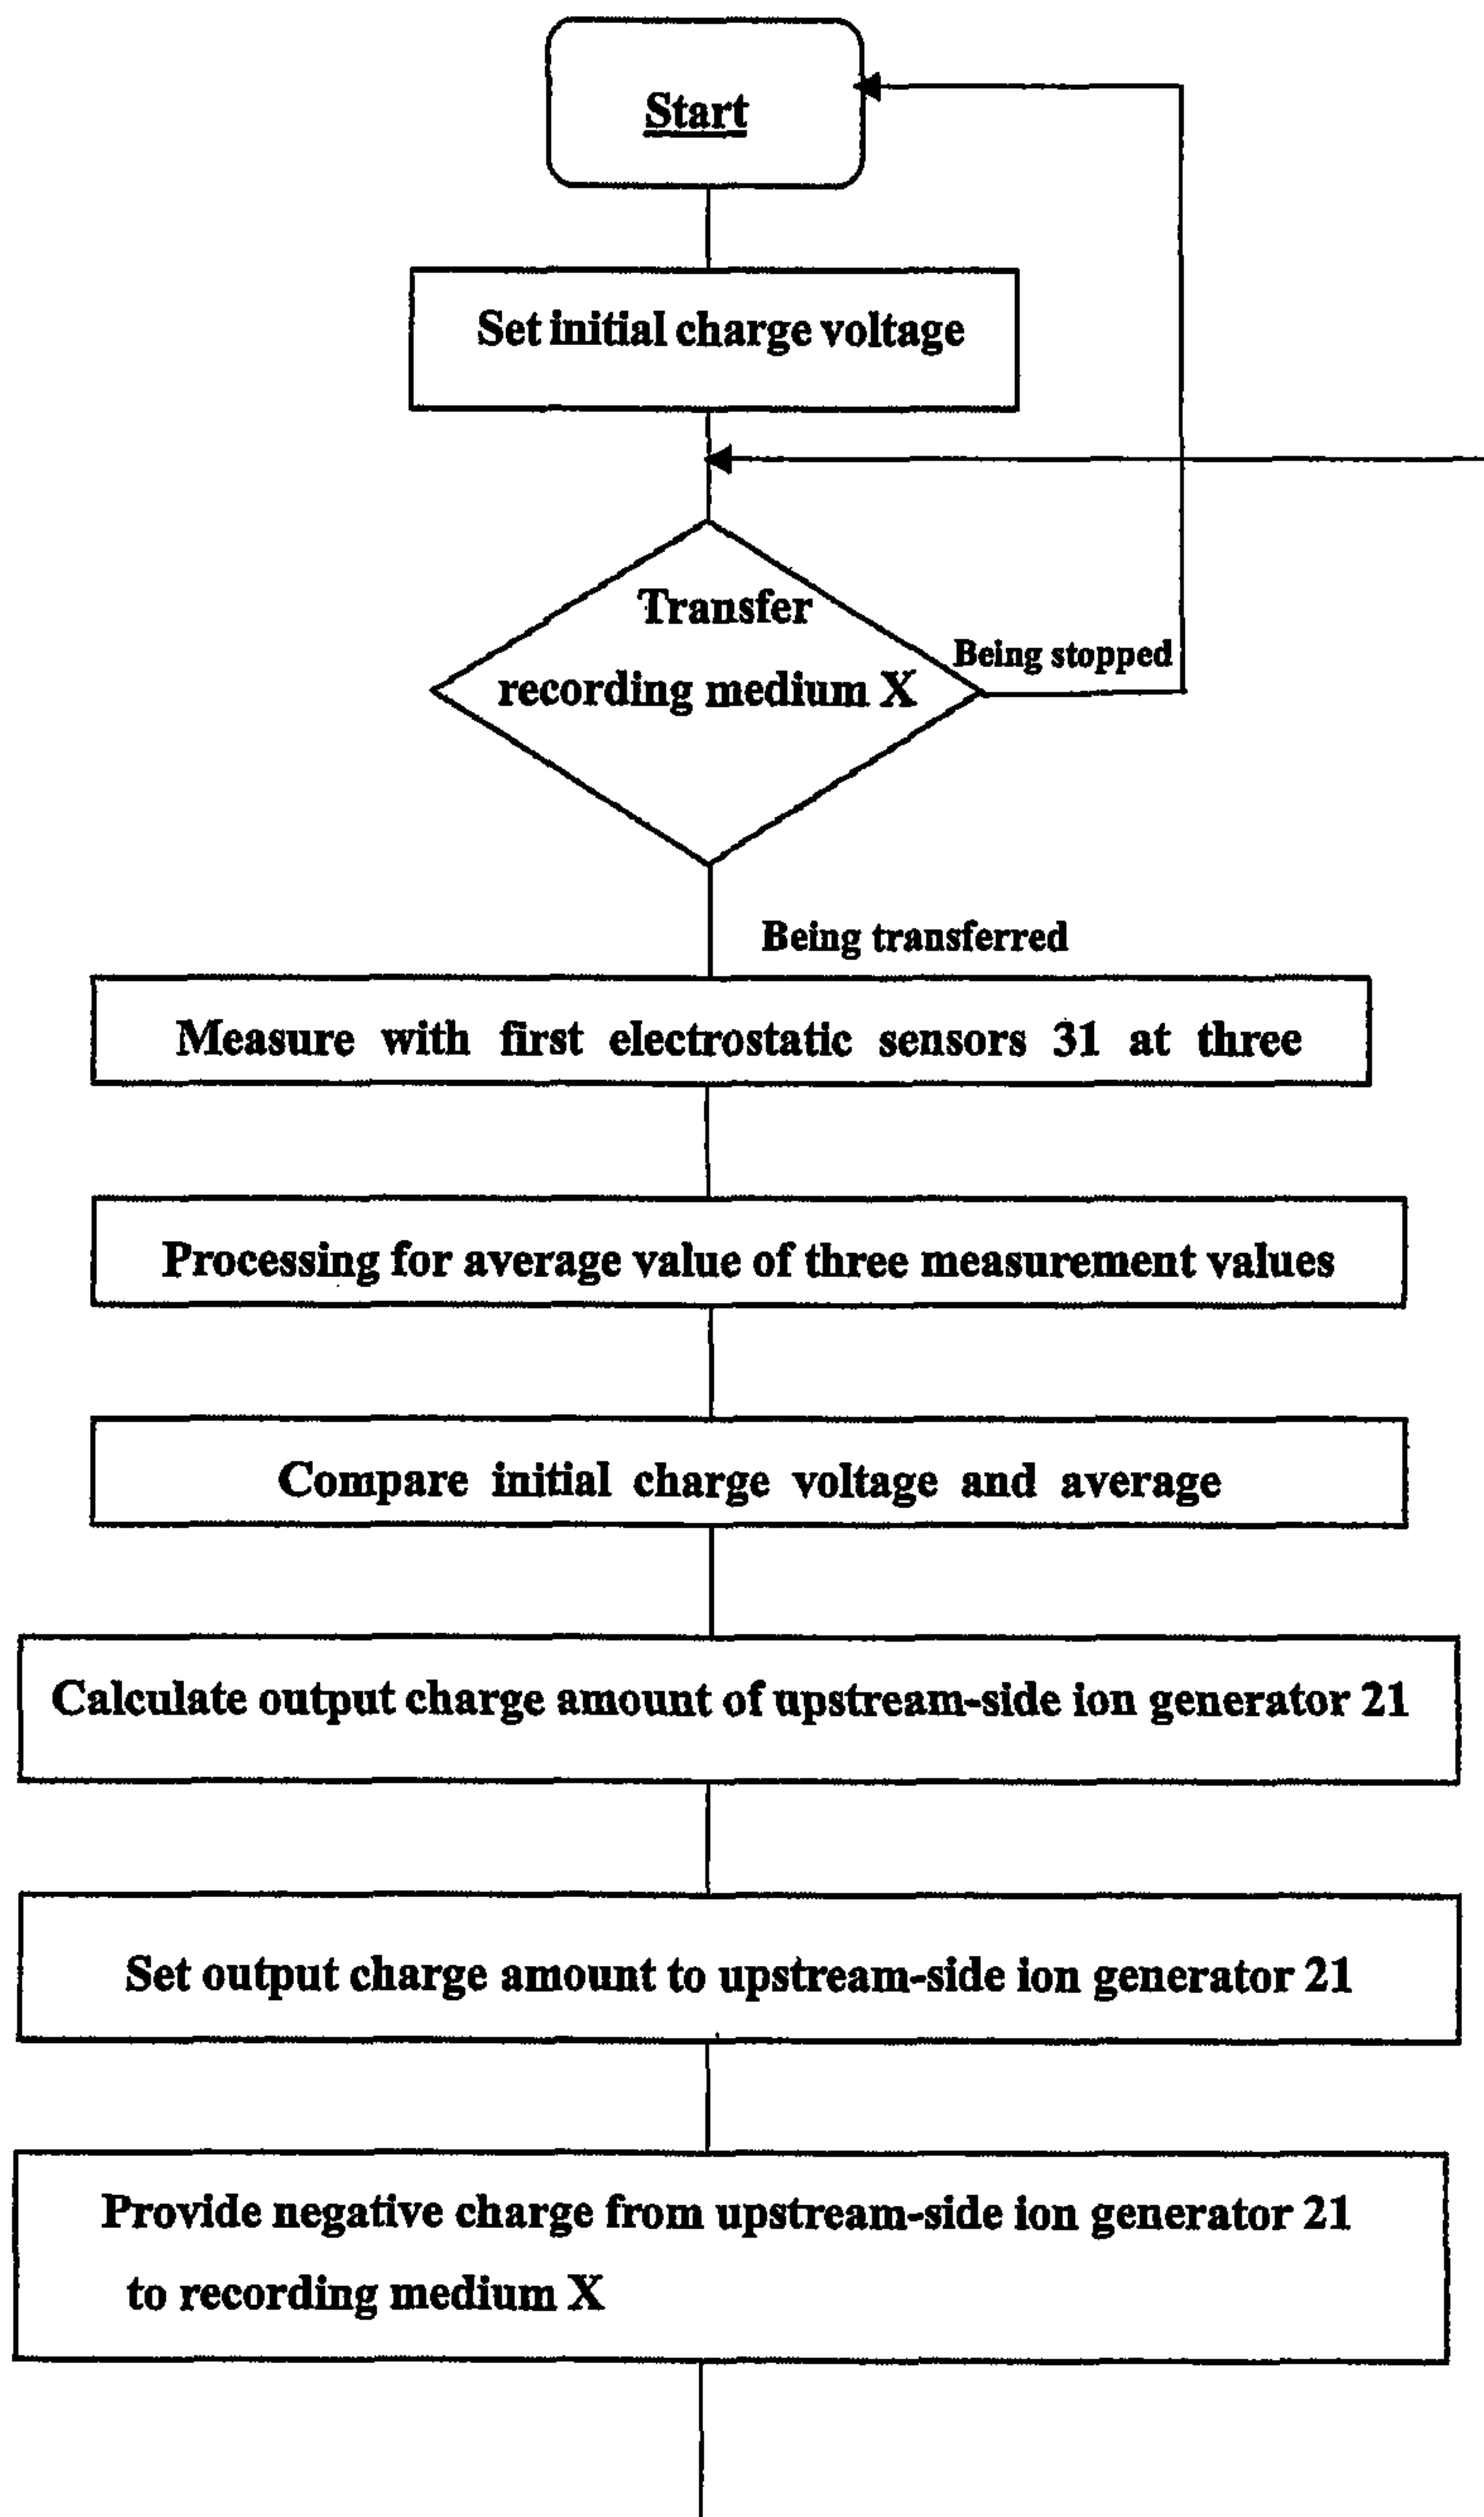 Start
Set initial charge voltage
Transfer
recording medium X
Being stopped
Being transferred
Measure with first electrostatic sensors 31 at three
Processing for average value of three measurement values
Compare initial charge voltage and average
Calculate output charge amount of upstream-side ion generator 21
Set output charge amount to upstream-side ion generator 21
Provide negative charge from upstream-side ion generator 21
to recording medium X